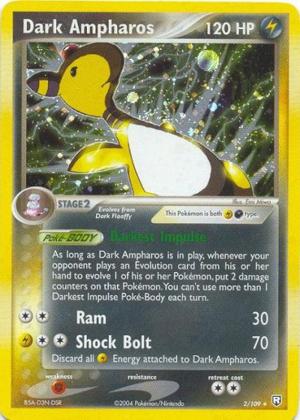 Dark Ampharos 120 HP
Illus. Eric Miwa
STAGE2
Evolves from
Dark Flaaffy
This Pokémon is both type.
Poké-BODY Darkest Impulse
As long as Dark Ampharos is in play, whenever your
opponent plays an Evolution card from his or her
hand to evolve 1 of his or her Pokémon, put 2 damage
counters on that Pokémon. You can't use more than 1
Darkest Impulse Poké-Body each turn.
Ram 30
Shock Bolt 70
Discard all Energy attached to Dark Ampharos.
weakness resistance retreat cost
©2004 Pokémon/Nintendo 2/109 ★
R